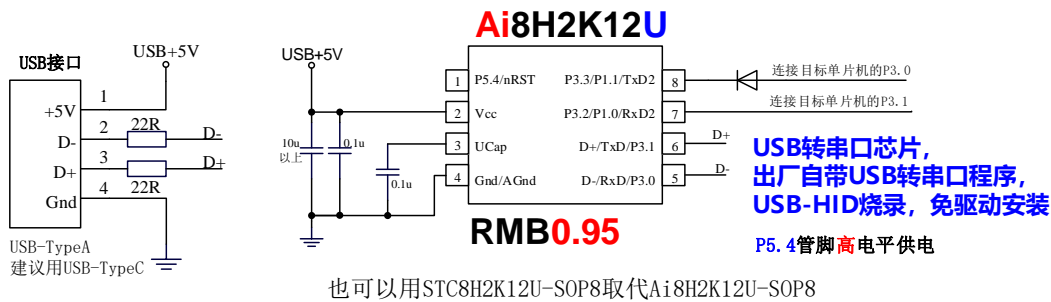 Ai8H2K12U
USB接口
USB+5V
+5V
1
D-
2
22R
D-
D+
3
22R
D+
Gnd
4
USB-TypeA
建议用USB-TypeC
USB+5V
10u
以上
0.1u
0.1u
1
P5.4/nRST
2
Vcc
3
UCap
4
Gnd/AGnd
P3.3/P1.1/TxD2
8
P3.2/P1.0/RxD2
7
D+/TxD/P3.1
6
D-/RxD/P3.0
5
连接目标单片机的P3.0
连接目标单片机的P3.1
D+
D-
RMB0.95
USB转串口芯片,
出厂自带USB转串口程序,
USB-HID烧录，免驱动安装
P5.4管脚高电平供电
也可以用STC8H2K12U-SOP8取代Ai8H2K12U-SOP8